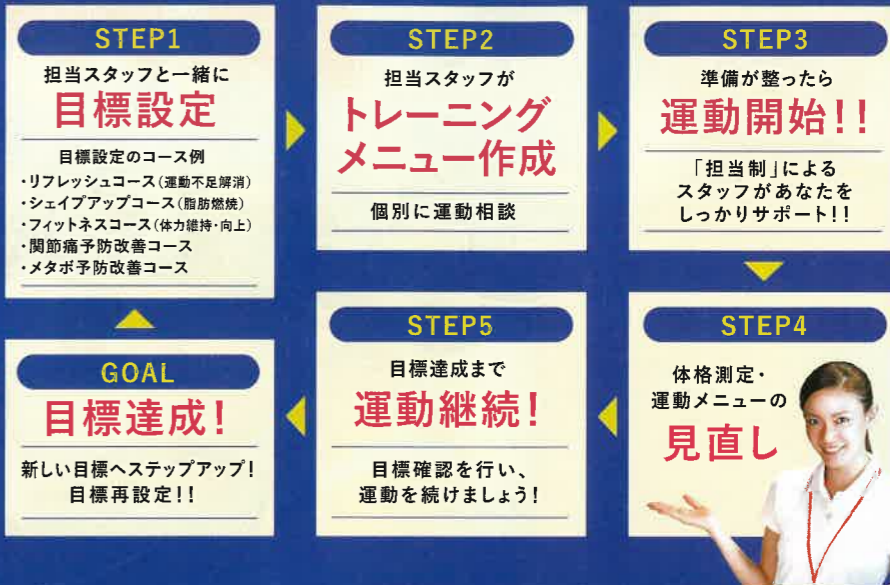 STEP1
担当スタッフと一緒に
目標設定
目標設定のコース例
・リフレッシュコース(運動不足解消)
・シェイプアップコース(脂肪燃焼)
・フィットネスコース(体力維持・向上)
・関節痛予防改善コース
・メタボ予防改善コース
STEP2
担当スタッフが
トレーニング
メニュー作成
個別に運動相談
STEP3
準備が整ったら
運動開始!!
「担当制」による
スタッフがあなたを
しっかりサポート!!
STEP4
体格測定・
運動メニューの
見直し
STEP5
目標達成まで
運動継続!
目標確認を行い、
運動を続けましょう!
GOAL
目標達成!
新しい目標へステップアップ!
目標再設定!!